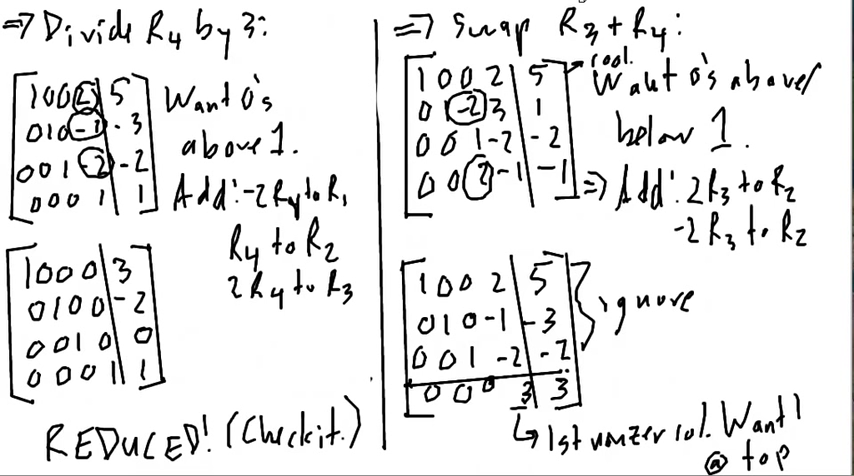 => Divide R4 by 3:
[1 0 0 2 | 5]
[0 1 0 -1 | -3]
[0 0 1 -2 | -2]
[0 0 0 1 | 1]
Want 0's
above 1.
Add: -2R4 to R1
R4 to R2
2R4 to R3
[1 0 0 0 | 3]
[0 1 0 0 | -2]
[0 0 1 0 | 0]
[0 0 0 1 | 1]
REDUCED! (Check it.)
=> Swap R3 + R4:
[1 0 0 2 | 5]
[0 1 -2 3 | 1]
[0 0 1 -2 | -2]
[0 0 2 -1 | -1]
cool.
Want 0's above/
below 1.
=> Add: 2R3 to R2
-2R3 to R2
[1 0 0 2 | 5]
[0 1 0 -1 | -3]
[0 0 1 -2 | -2]
[0 0 0 3 | 3]
ignore
1st nonzer col. Want 1
@ top